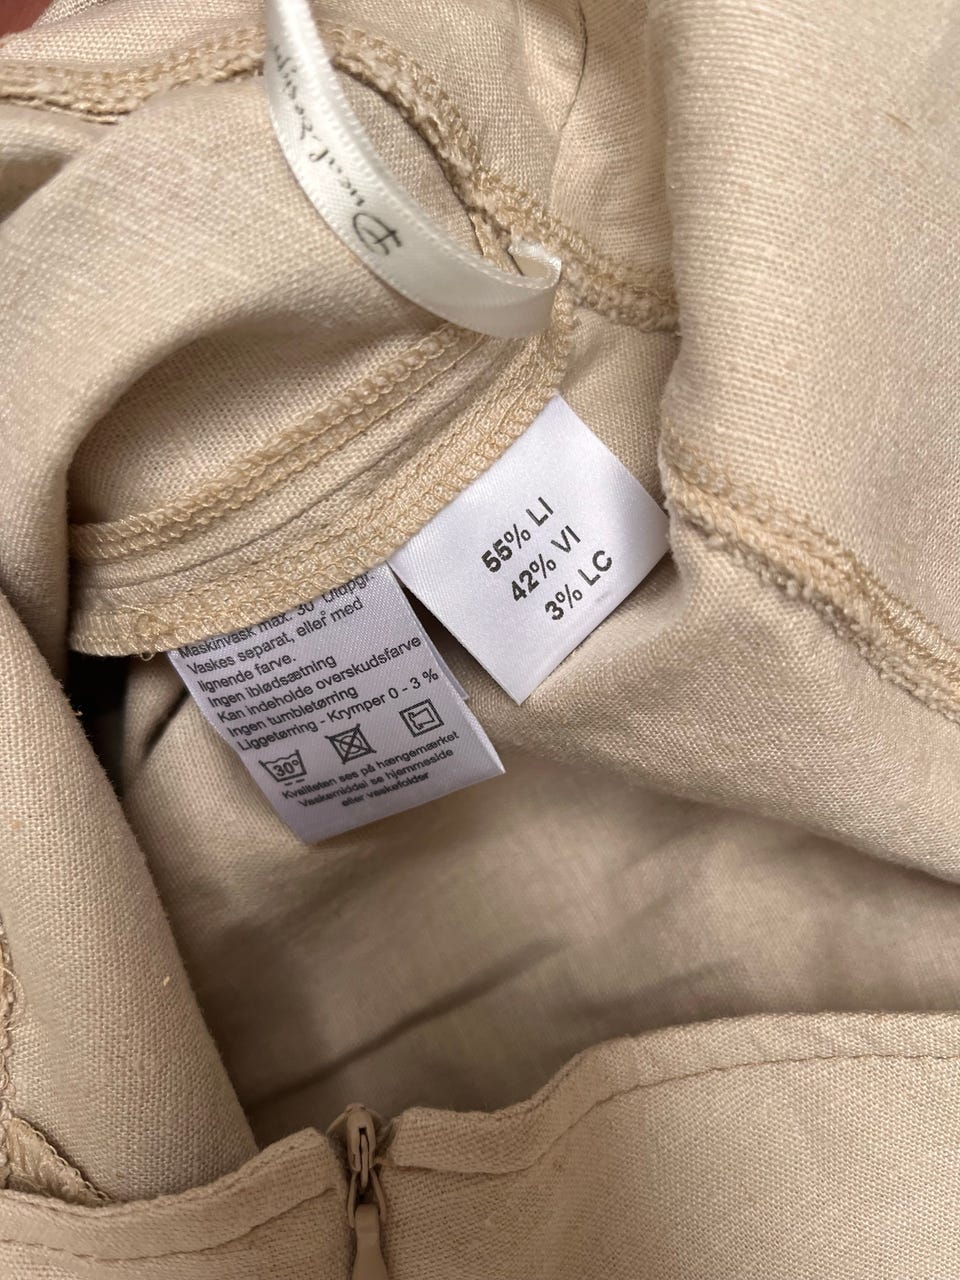 55% LI
42% VI
3% LC
Maskinvask max. 30°
Vaskes separat, eller med
lignende farve.
Ingen iblødsætning
Kan indeholde overskudsfarve
Ingen tumbletørring
Liggetørring - Krymper 0 - 3 %
30°
Kvaliteten ses på hængemærket
Vaskemiddel se hjemmeside
eller vaskefolder